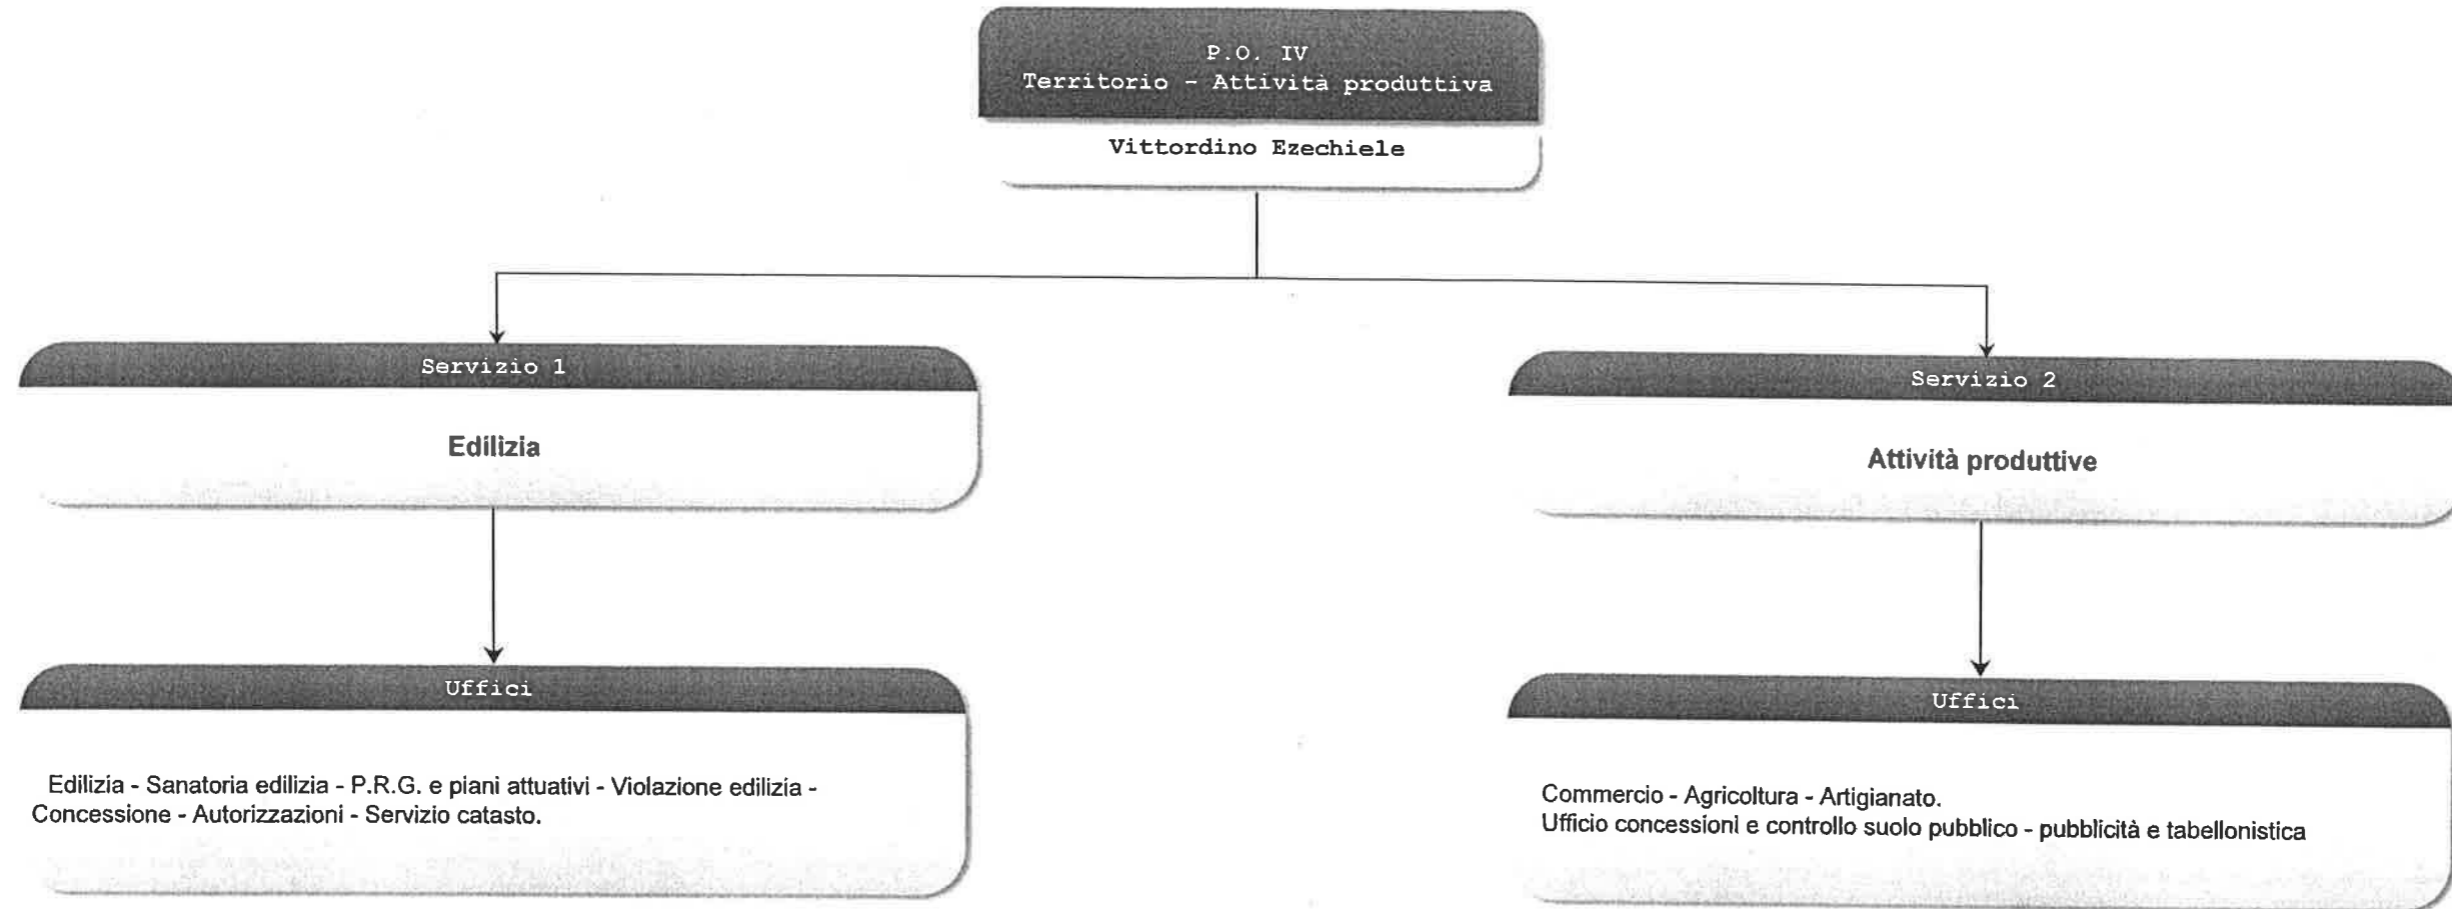 P.O. IV
Territorio - Attività produttiva
Vittordino Ezechiele
Servizio 1
Edilizia
Servizio 2
Attività produttive
Uffici
Edilizia - Sanatoria edilizia - P.R.G. e piani attuativi - Violazione edilizia -
Concessione - Autorizzazioni - Servizio catasto.
Uffici
Commercio - Agricoltura - Artigianato.
Ufficio concessioni e controllo suolo pubblico - pubblicità e tabellonistica